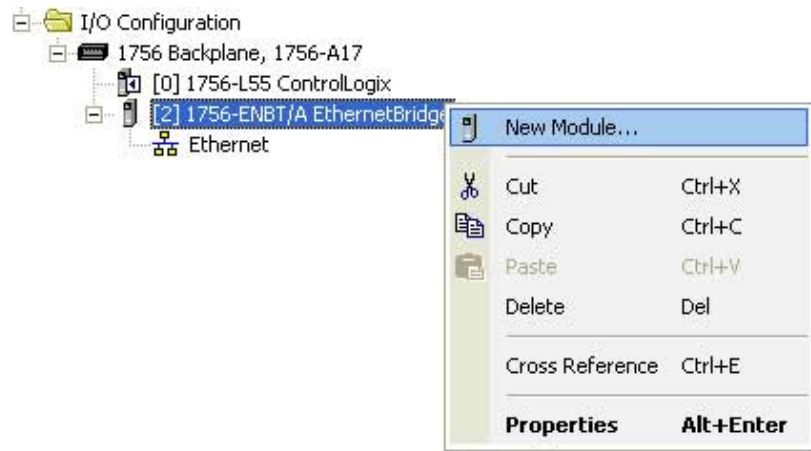 I/O Configuration
1756 Backplane, 1756-A17
[0] 1756-L55 ControlLogix
[2] 1756-ENBT/A EthernetBridge
Ethernet
New Module...
Cut Ctrl+X
Copy Ctrl+C
Paste Ctrl+V
Delete Del
Cross Reference Ctrl+E
Properties Alt+Enter